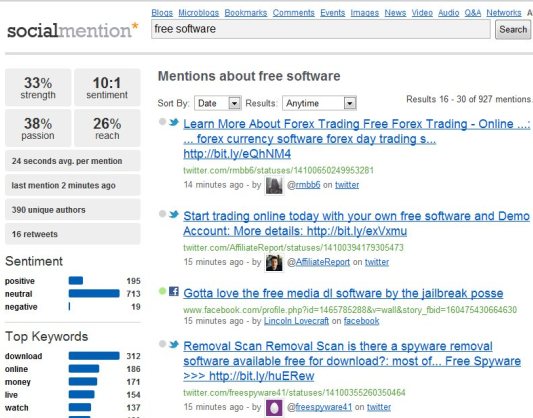 Blogs Microblogs Bookmarks Comments Events Images News Video Audio Q&A Networks A
socialmention*
free software
Search
33%
strength
10:1
sentiment
38%
passion
26%
reach
24 seconds avg. per mention
last mention 2 minutes ago
390 unique authors
16 retweets
Sentiment
positive 195
neutral 713
negative 19
Top Keywords
download 312
online 186
money 171
live 154
watch 137
Mentions about free software
Sort By: Date Results: Anytime Results 16 - 30 of 927 mentions.
Learn More About Forex Trading Free Forex Trading - Online ...:
... forex currency software forex day trading s...
http://bit.ly/eQhNM4
twitter.com/rmbb6/statuses/14100650249953281
14 minutes ago - by @rmbb6 on twitter
Start trading online today with your own free software and Demo
Account: More details: http://bit.ly/exVxmu
twitter.com/AffiliateReport/statuses/14100394179305473
15 minutes ago - by @AffiliateReport on twitter
Gotta love the free media dl software by the jailbreak posse
www.facebook.com/profile.php?id=1465785288&v=wall&story_fbid=160475430664630
15 minutes ago - by Lincoln Lovecraft on facebook
Removal Scan Removal Scan is there a spyware removal
software available free for download?: most of... Free Spyware
>>> http://bit.ly/huERew
twitter.com/freespyware41/statuses/14100355260350464
15 minutes ago - by @freespyware41 on twitter